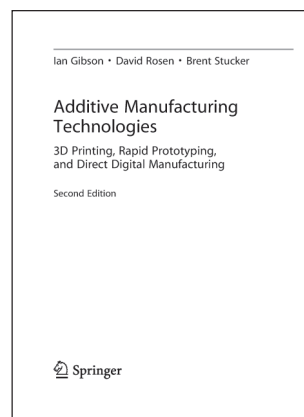 Ian Gibson • David Rosen • Brent Stucker
Additive Manufacturing
Technologies
3D Printing, Rapid Prototyping,
and Direct Digital Manufacturing
Second Edition
Springer